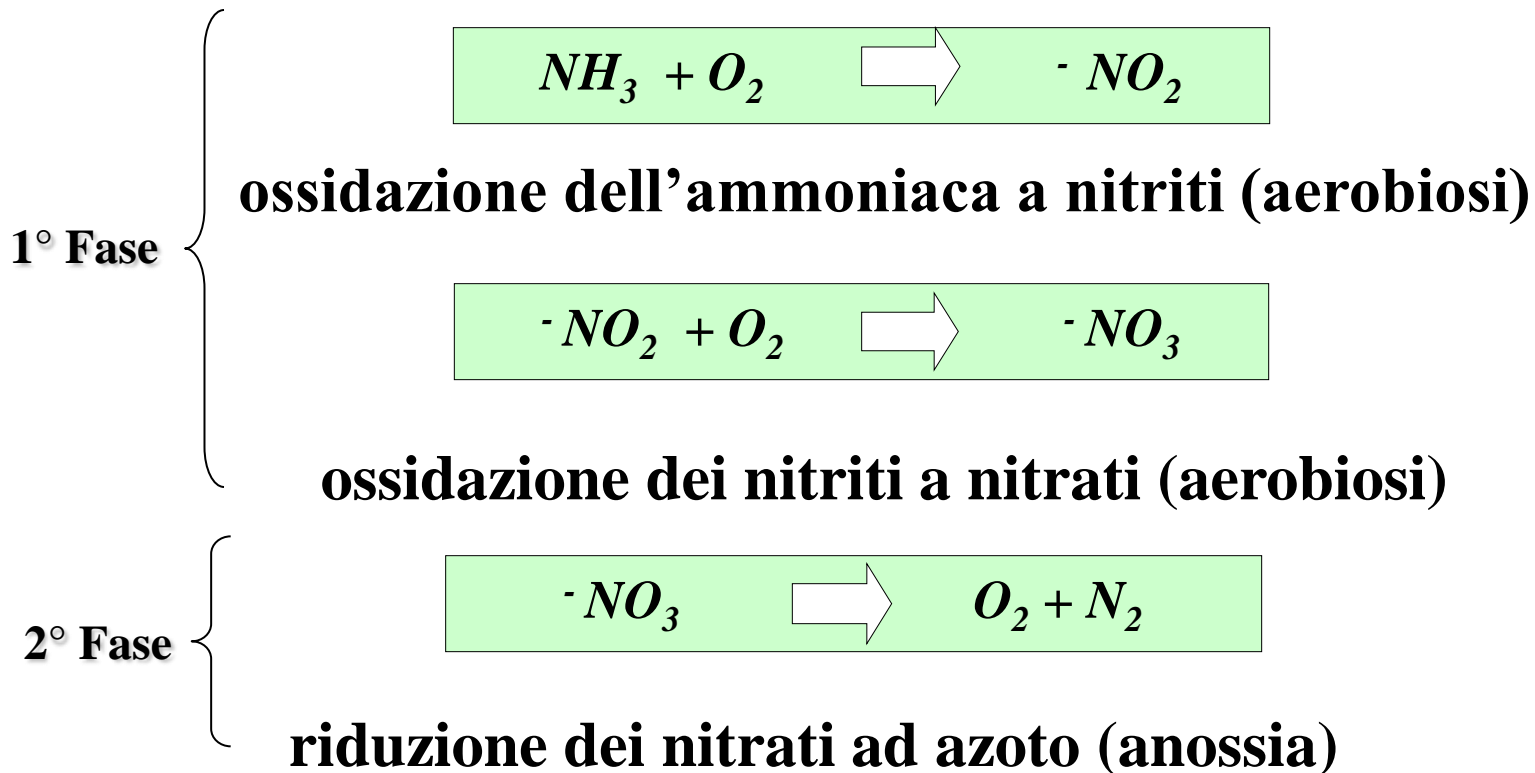 NH₃ + O₂ - NO₂
ossidazione dell’ammoniaca a nitriti (aerobiosi)
1° Fase
- NO₂ + O₂ - NO₃
ossidazione dei nitriti a nitrati (aerobiosi)
- NO₃ O₂ + N₂
2° Fase
riduzione dei nitrati ad azoto (anossia)